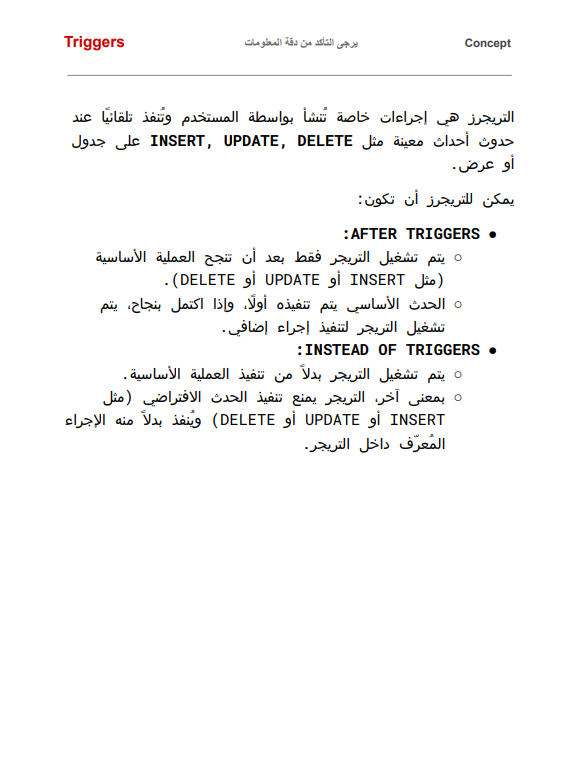 Triggers
يرجى التأكد من دقة المعلومات
Concept
التريجرز هي إجراءات خاصة تُنشأ بواسطة المستخدم وتُنفذ تلقائيًا عند
حدوث أحداث معينة مثل INSERT, UPDATE, DELETE على جدول
أو عرض.
يمكن للتريجرز أن تكون:
● AFTER TRIGGERS:
○ يتم تشغيل التريجر فقط بعد أن تنجح العملية الأساسية
(مثل INSERT أو UPDATE أو DELETE).
○ الحدث الأساسي يتم تنفيذه أولًا، وإذا اكتمل بنجاح، يتم
تشغيل التريجر لتنفيذ إجراء إضافي.
● INSTEAD OF TRIGGERS:
○ يتم تشغيل التريجر بدلاً من تنفيذ العملية الأساسية.
○ بمعنى آخر، التريجر يمنع تنفيذ الحدث الافتراضي (مثل
INSERT أو UPDATE أو DELETE) ويُنفذ بدلاً منه الإجراء
المُعرّف داخل التريجر.